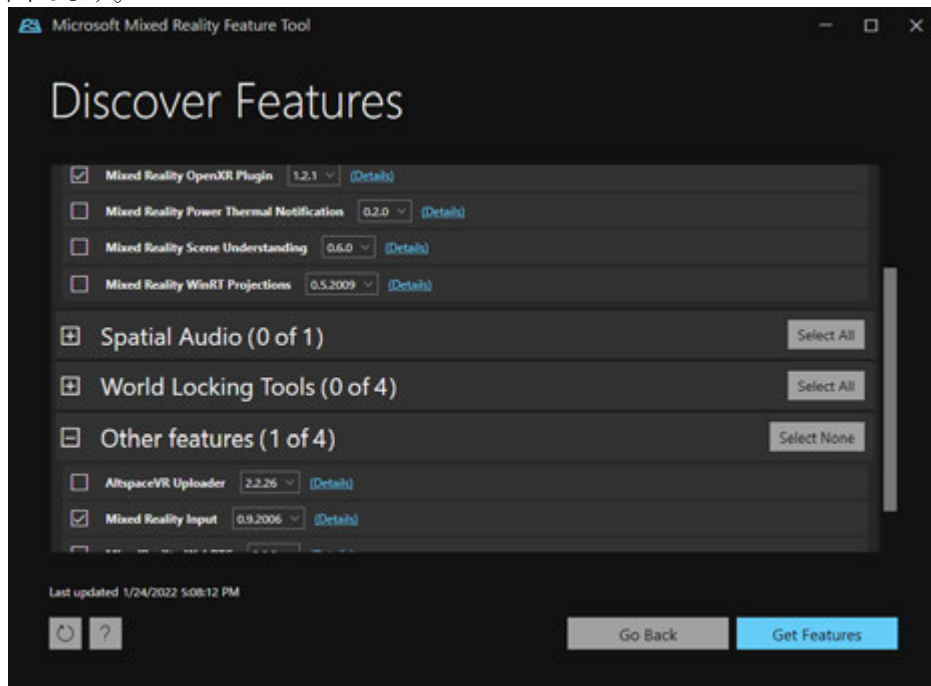 Microsoft Mixed Reality Feature Tool
Discover Features
Mixed Reality OpenXR Plugin 1.2.1 (Details)
Mixed Reality Power Thermal Notification 0.2.0 (Details)
Mixed Reality Scene Understanding 0.6.0 (Details)
Mixed Reality WinRT Projections 0.5.2009 (Details)
Spatial Audio (0 of 1) Select All
World Locking Tools (0 of 4) Select All
Other features (1 of 4) Select None
AltspaceVR Uploader 2.2.26 (Details)
Mixed Reality Input 0.9.2006 (Details)
Last updated 1/24/2022 5:08:12 PM
? Go Back Get Features